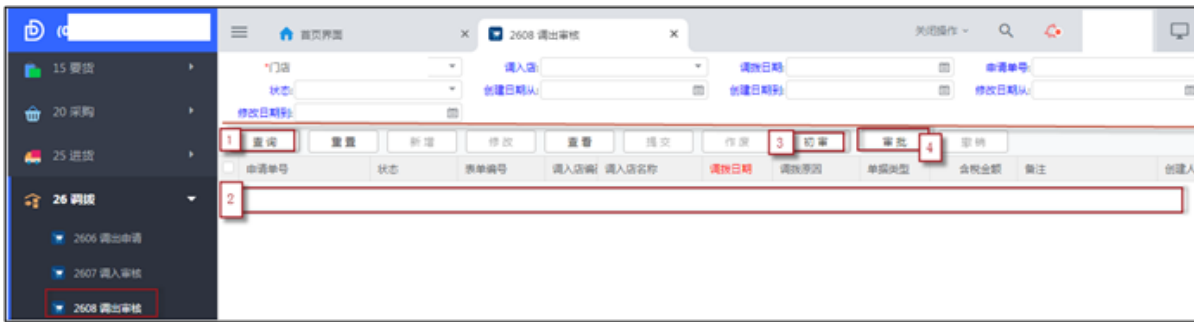 首页界面
2608 调出审核
关闭操作
15 要货
20 采购
25 进货
26 调拨
2606 调出申请
2607 调入审核
2608 调出审核
*门店
调入店:
调拨日期:
申请单号:
状态:
创建日期从:
创建日期到:
修改日期从:
修改日期到:
1 查询 重置 新增 修改 查看 提交 作废 3 初审 审批 4 撤销
申请单号 状态 表单编号 调入店编 调入店名称 调拨日期 调拨原因 单据类型 含税金额 备注 创建人
2